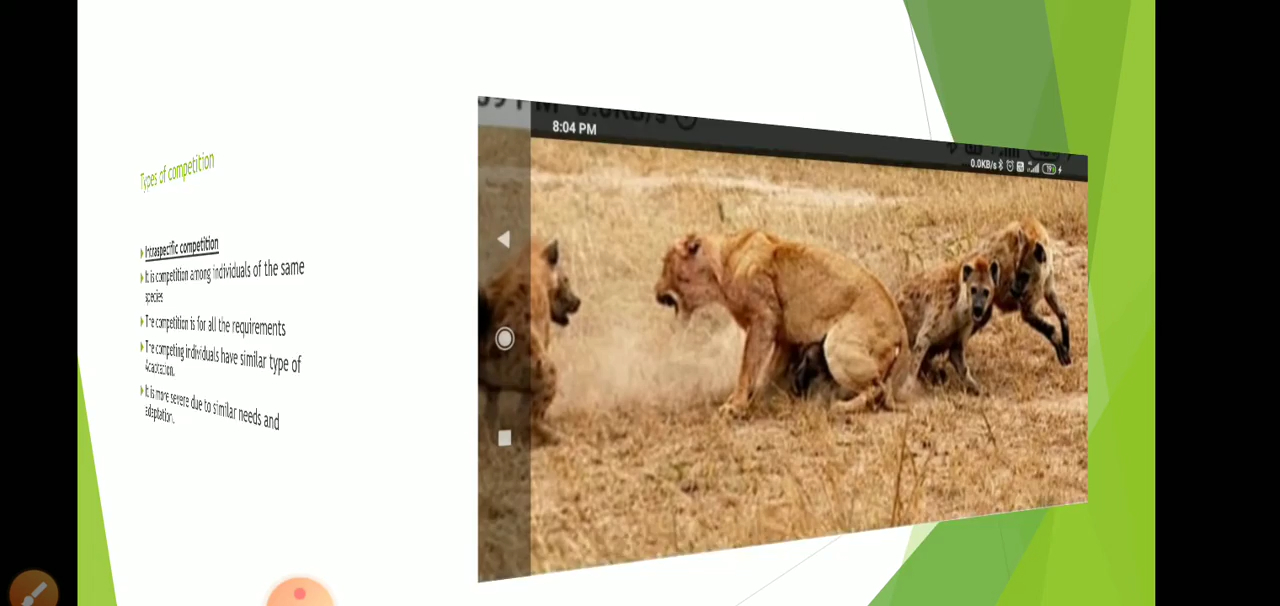 8:04 PM
0.0KB/s
Types of competition
Intraspecific competition
It is competition among individuals of the same
species
The competition is for all the requirements
The competing individuals have similar type of
Adaptation.
It is more severe due to similar needs and
adaptation.